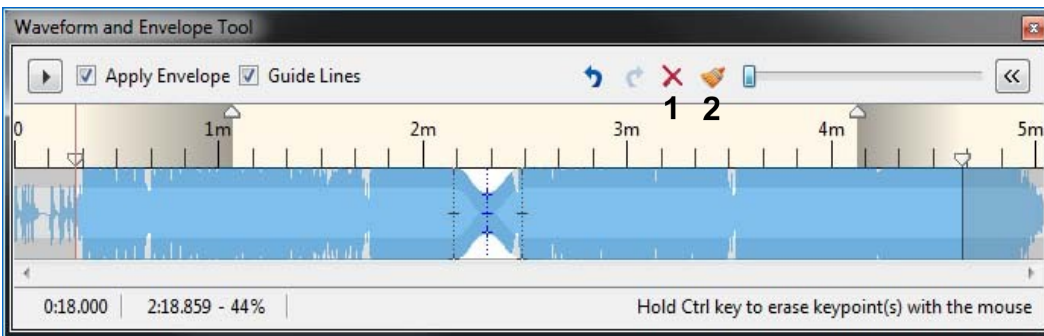 Waveform and Envelope Tool
Apply Envelope Guide Lines
1 2
0 1m 2m 3m 4m 5m
0:18.000 2:18.859 - 44% Hold Ctrl key to erase keypoint(s) with the mouse